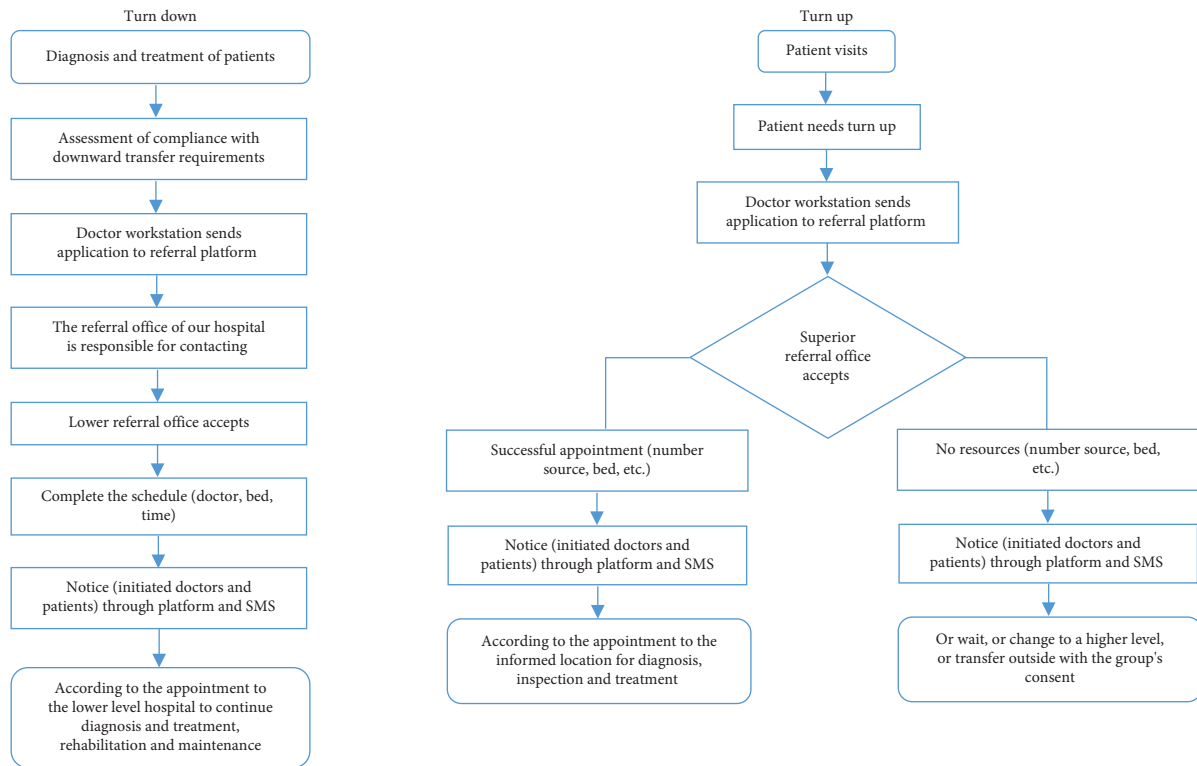 Turn down
Diagnosis and treatment of patients
Assessment of compliance with
downward transfer requirements
Doctor workstation sends
application to referral platform
The referral office of our hospital
is responsible for contacting
Lower referral office accepts
Complete the schedule (doctor, bed,
time)
Notice (initiated doctors and
patients) through platform and SMS
According to the appointment to
the lower level hospital to continue
diagnosis and treatment,
rehabilitation and maintenance
Turn up
Patient visits
Patient needs turn up
Doctor workstation sends
application to referral platform
Superior
referral office
accepts
Successful appointment (number
source, bed, etc.)
Notice (initiated doctors and
patients) through platform and SMS
According to the appointment to the
informed location for diagnosis,
inspection and treatment
No resources (number source, bed,
etc.)
Notice (initiated doctors and
patients) through platform and SMS
Or wait, or change to a higher level,
or transfer outside with the group's
consent